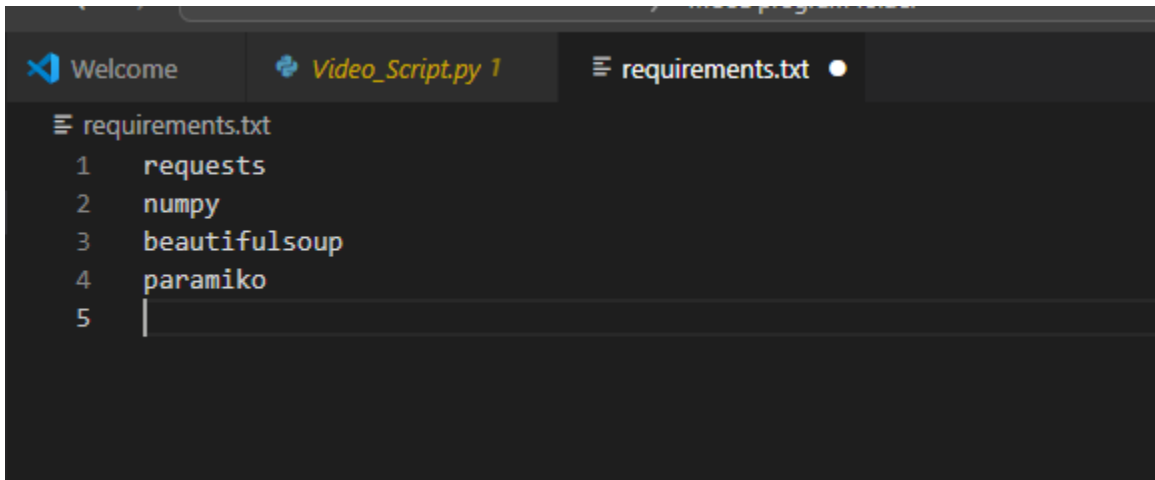 Welcome
Video_Script.py 1
requirements.txt
requirements.txt
1 requests
2 numpy
3 beautifulsoup
4 paramiko
5